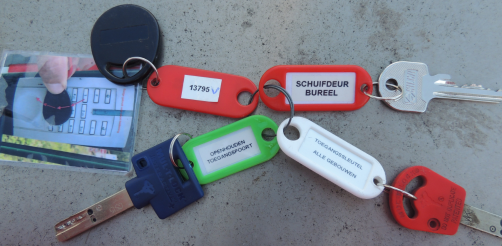 13795 V
SCHUIFDEUR
BUREEL
OPENHOUDEN
TOEGANGSPOORT
TOEGANGSSLEUTEL
ALLE GEBOUWEN